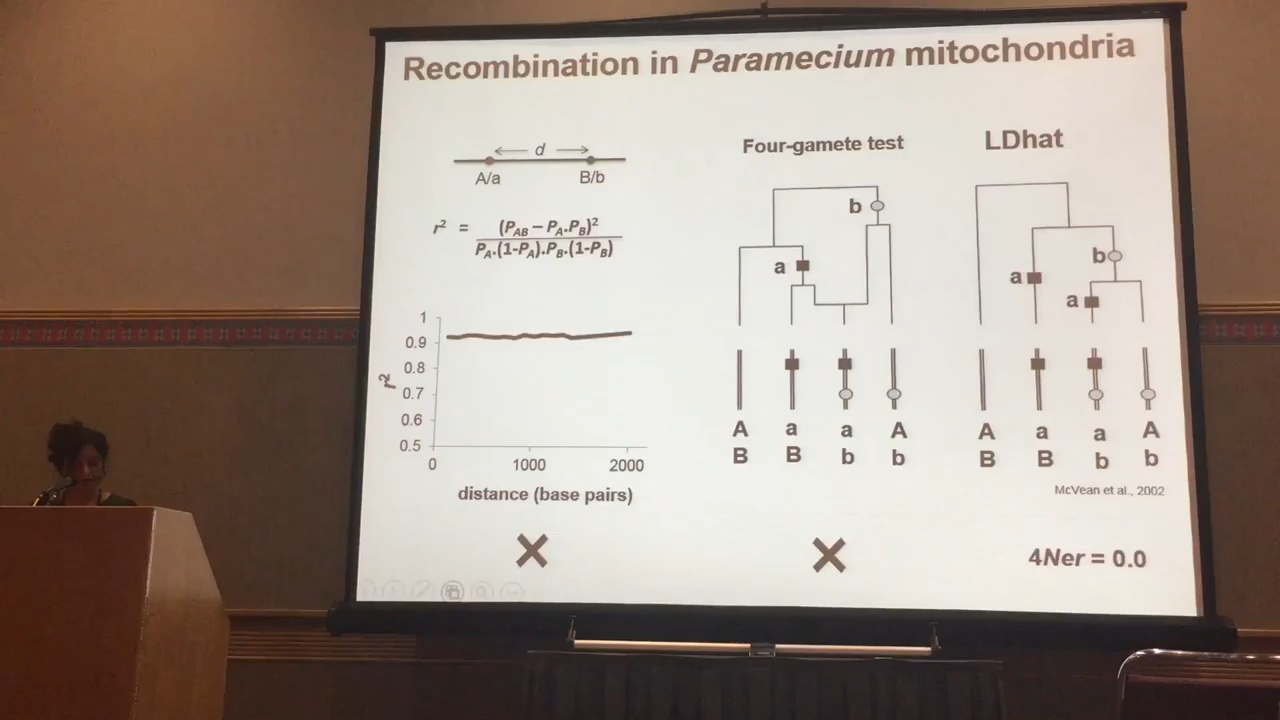 Recombination in Paramecium mitochondria
d
A/a B/b
r² = (P_AB – P_A.P_B)²
P_A.(1-P_A).P_B.(1-P_B)
1
0.9
0.8
0.7
0.6
0.5
r²
0 1000 2000
distance (base pairs)
✕
Four-gamete test
b
a
A a a A
B B b b
✕
LDhat
b
a
a
A a a A
B B b b
McVean et al., 2002
4Ner = 0.0